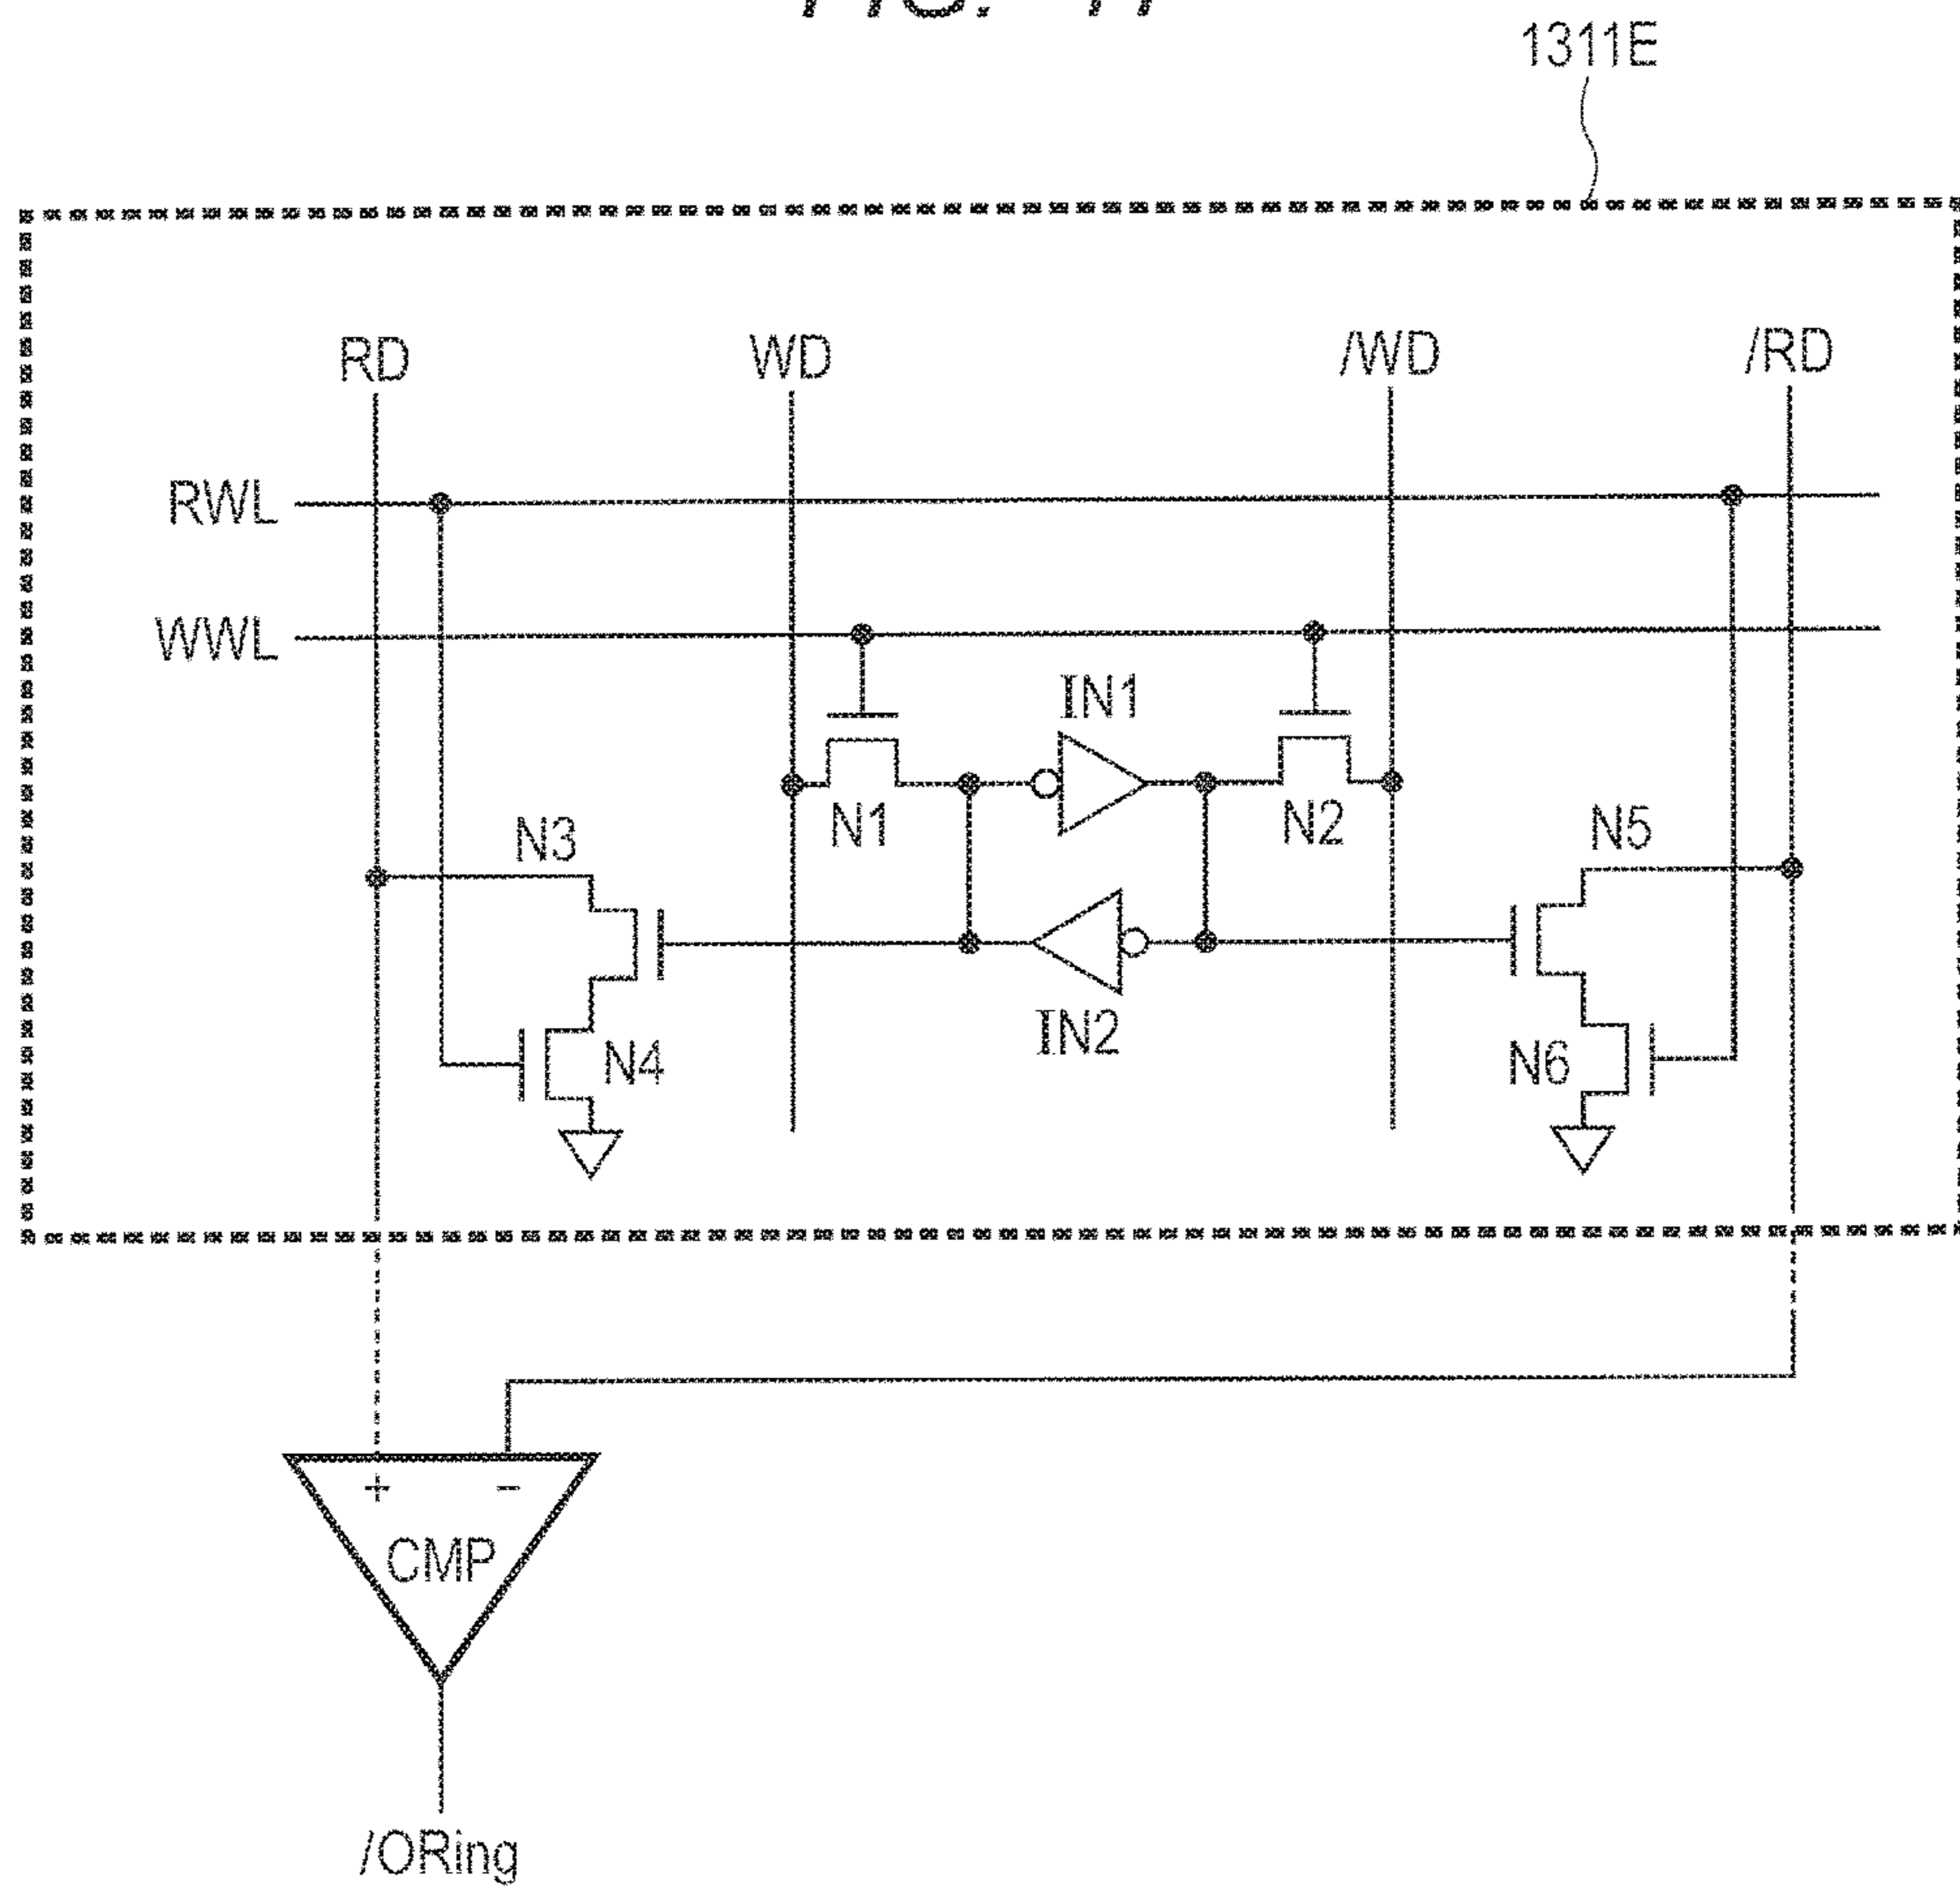 1311E
RD WD /WD /RD
RWL
WWL
IN1
N1 N2
N3 N5
IN2
N4 N6
+ -
CMP
/ORing